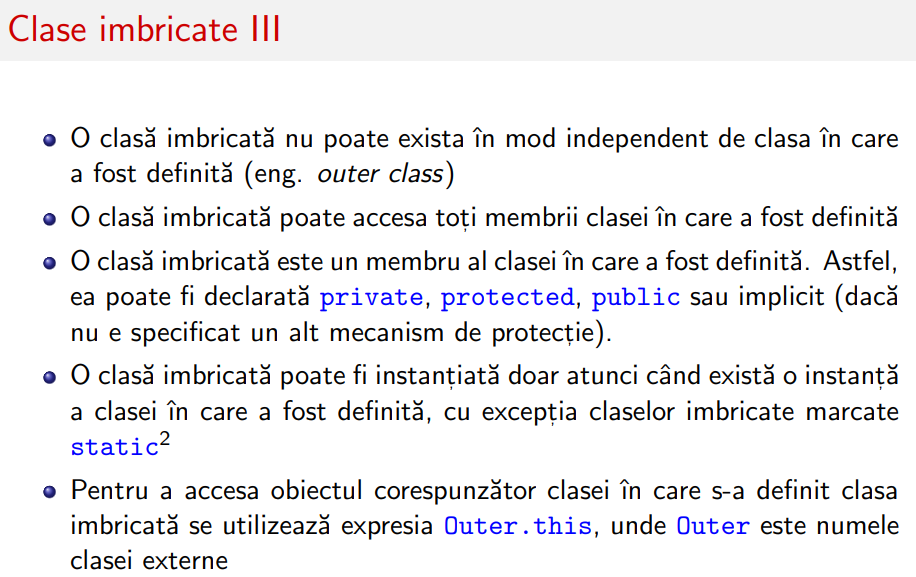 Clase imbricate III
O clasă imbricată nu poate exista în mod independent de clasa în care
a fost definită (eng. outer class)
O clasă imbricată poate accesa toți membrii clasei în care a fost definită
O clasă imbricată este un membru al clasei în care a fost definită. Astfel,
ea poate fi declarată private, protected, public sau implicit (dacă
nu e specificat un alt mecanism de protecție).
O clasă imbricată poate fi instanțiată doar atunci când există o instanță
a clasei în care a fost definită, cu excepția claselor imbricate marcate
static²
Pentru a accesa obiectul corespunzător clasei în care s-a definit clasa
imbricată se utilizează expresia Outer.this, unde Outer este numele
clasei externe